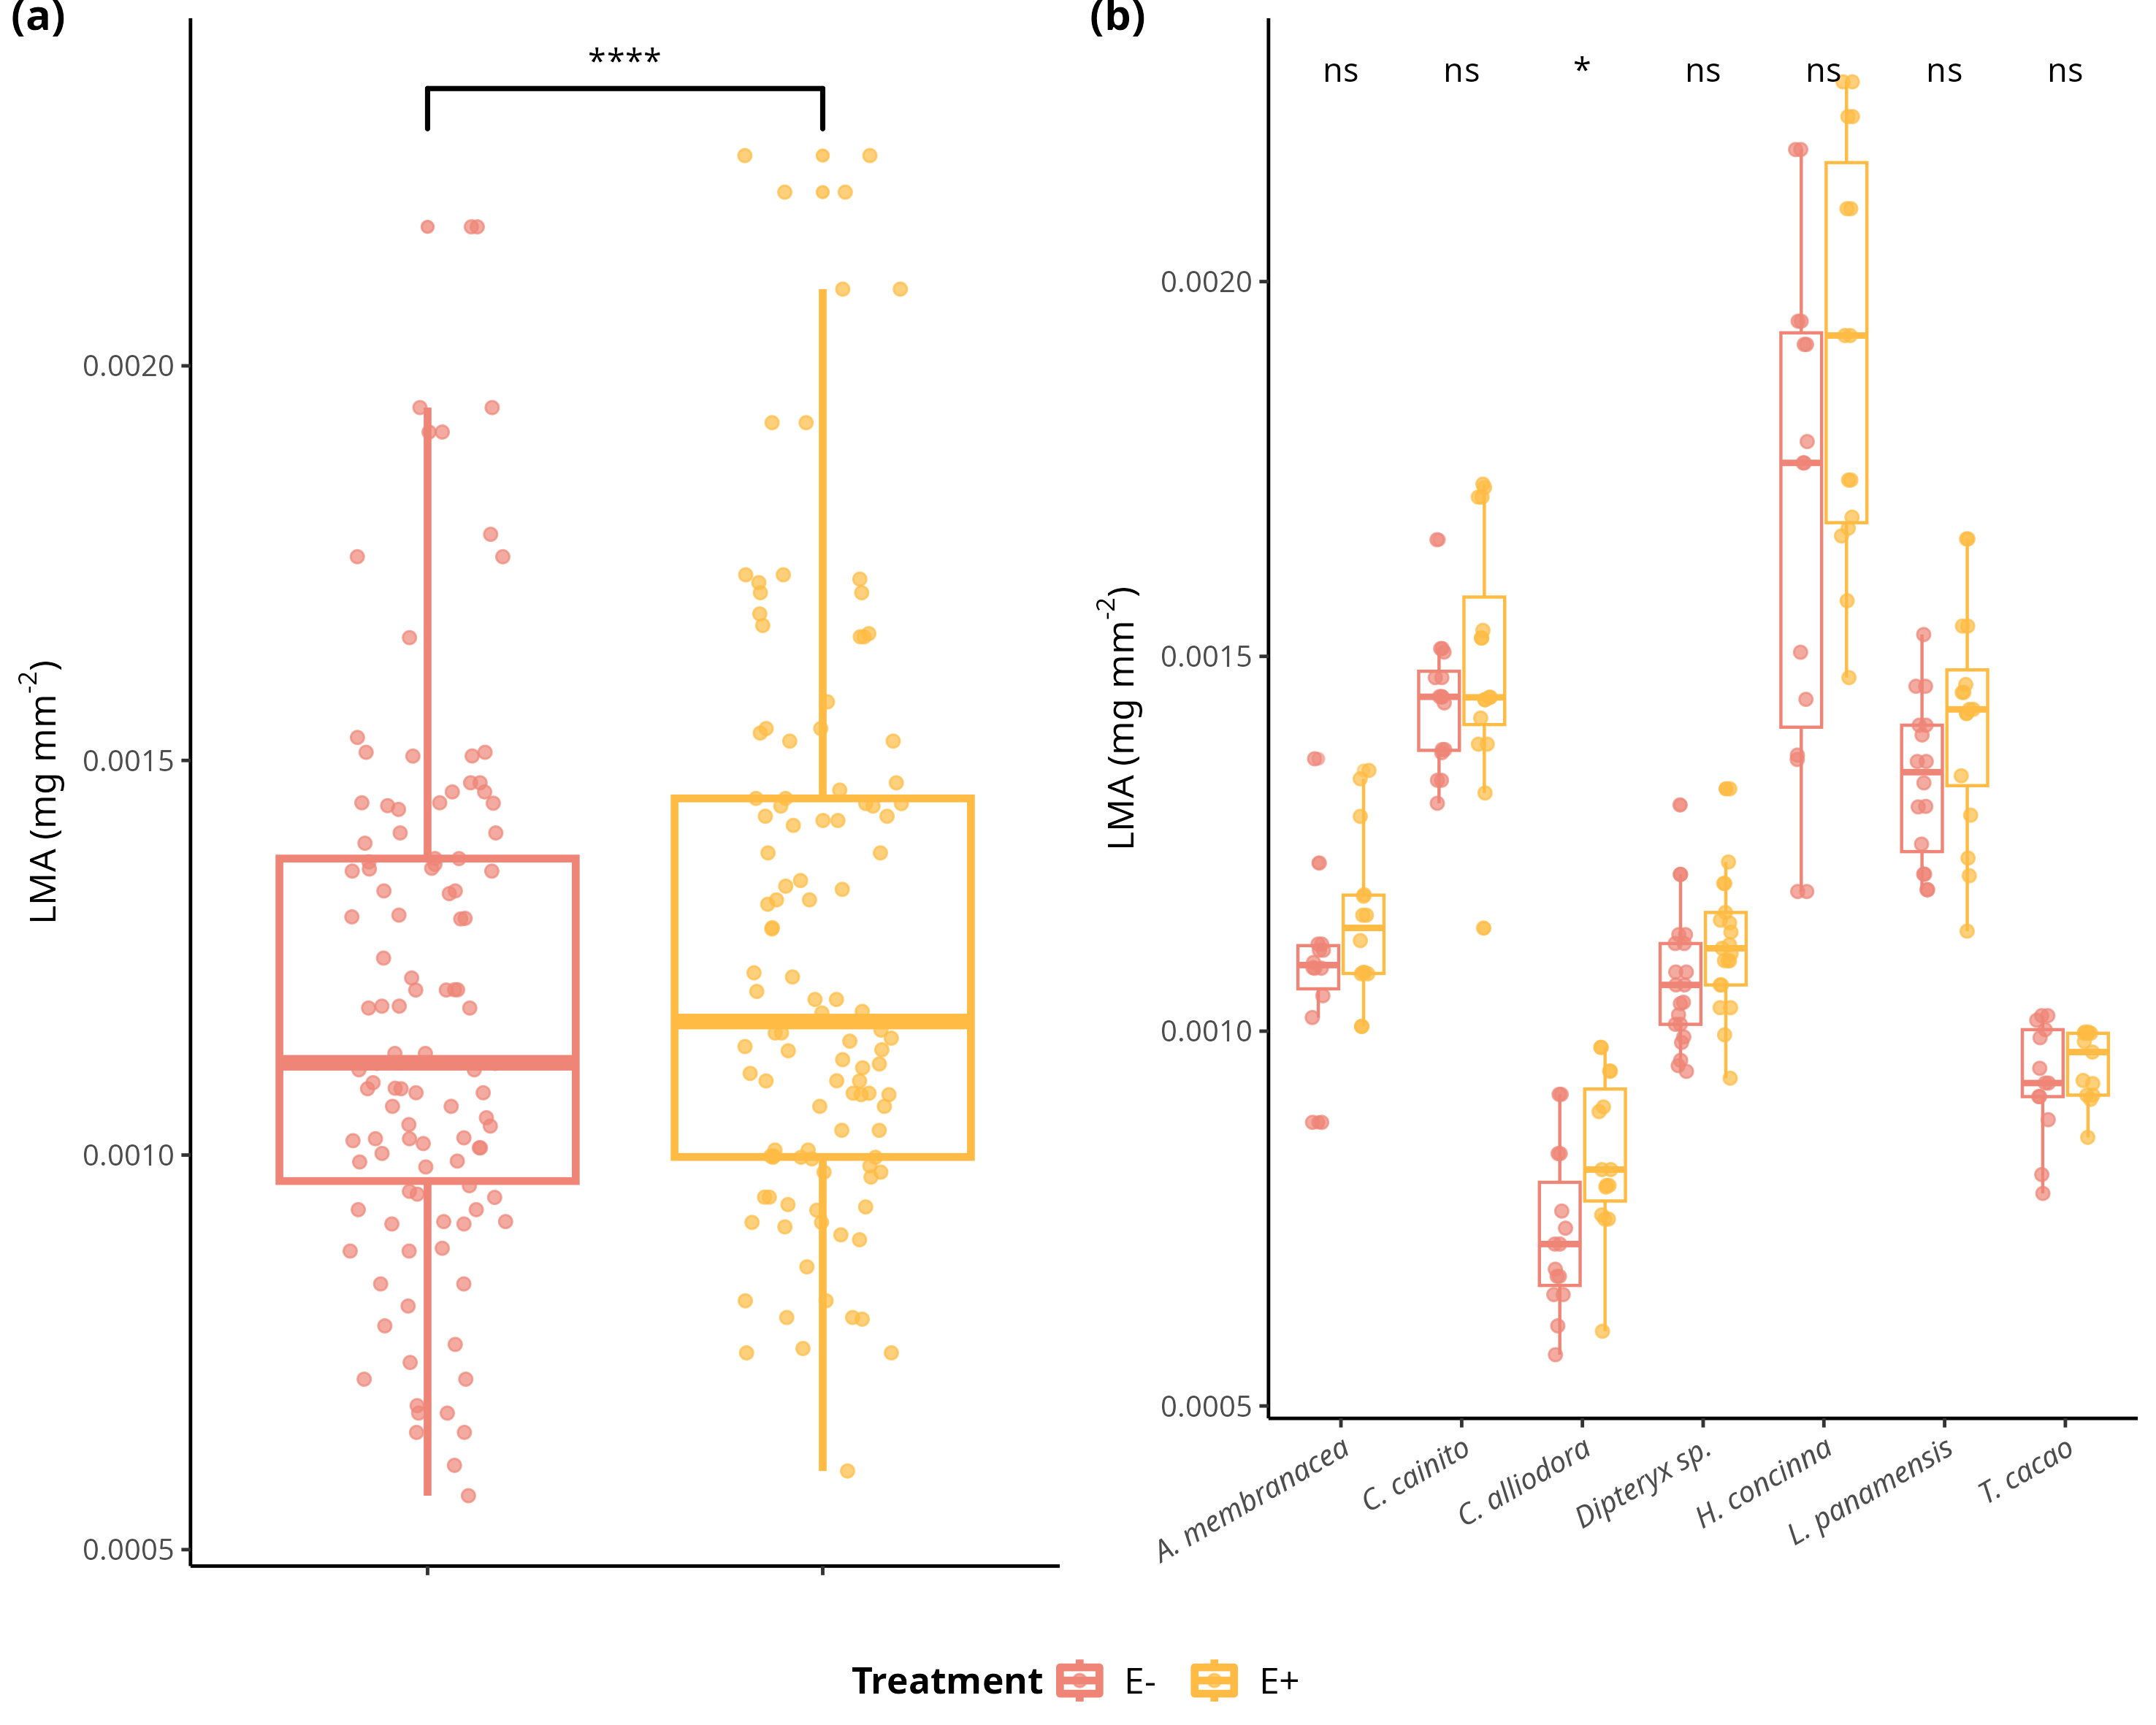 (a)
****
0.0020
0.0015
0.0010
0.0005
LMA (mg mm-2)
(b)
ns ns * ns ns ns ns
0.0020
0.0015
0.0010
0.0005
LMA (mg mm-2)
A. membranacea
C. cainito
C. alliodora
Dipteryx sp.
H. concinna
L. panamensis
T. cacao
Treatment E- E+